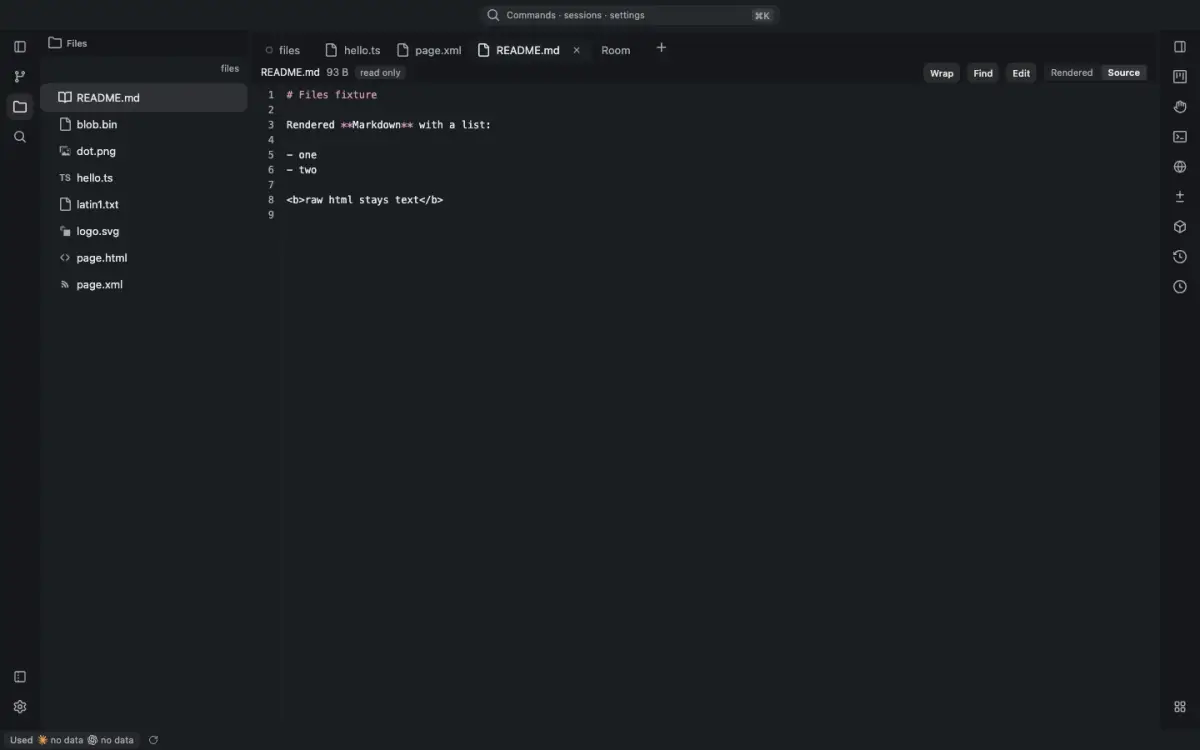 Commands · sessions · settings ⌘K
Files
files
README.md
blob.bin
dot.png
TS hello.ts
latin1.txt
logo.svg
page.html
page.xml
files hello.ts page.xml README.md × Room +
README.md 93 B read only Wrap Find Edit Rendered Source
1 # Files fixture
2
3 Rendered **Markdown** with a list:
4
5 - one
6 - two
7
8 <b>raw html stays text</b>
9
Used no data no data